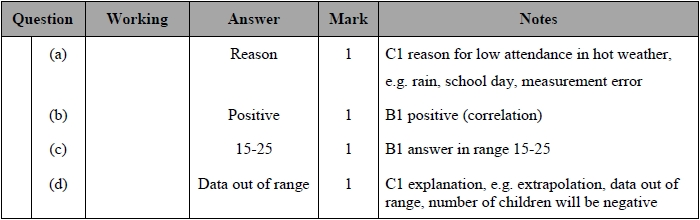 Question Working Answer Mark Notes
(a) Reason 1 C1 reason for low attendance in hot weather,
e.g. rain, school day, measurement error
(b) Positive 1 B1 positive (correlation)
(c) 15-25 1 B1 answer in range 15-25
(d) Data out of range 1 C1 explanation, e.g. extrapolation, data out of
range, number of children will be negative